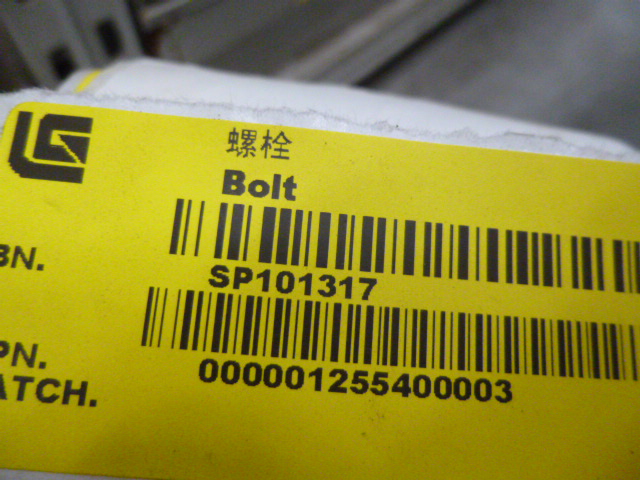 螺栓
Bolt
BN.
SP101317
PN.
000001255400003
ATCH.